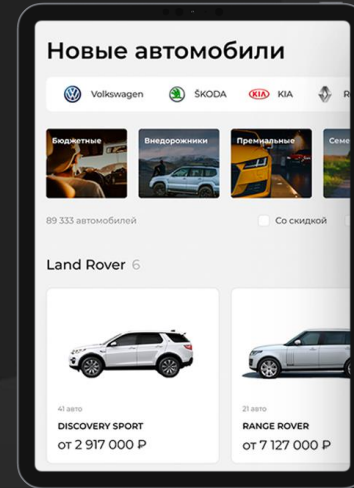 Новые автомобили
Volkswagen ŠKODA KIA KIA
Бюджетные Внедорожники Премиальные
89 333 автомобилей Со скидкой
Land Rover 6
41 авто 21 авто
DISCOVERY SPORT RANGE ROVER
от 2 917 000 ₽ от 7 127 000 ₽